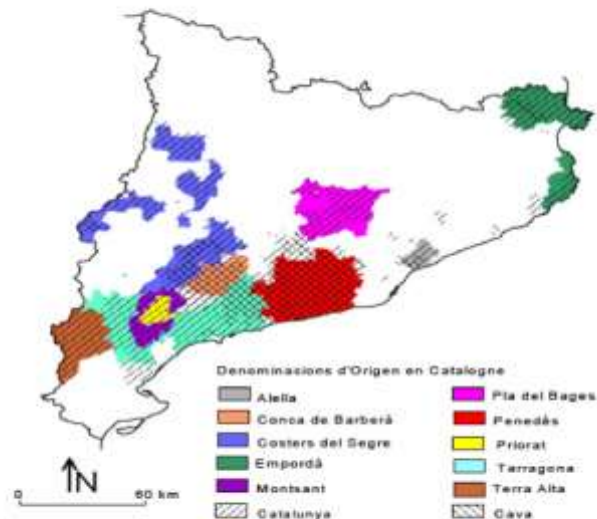 Denominasions d'Origen en Catalogne
Alella
Pla del Bages
Conca de Barberà
Penedès
Costers del Segre
Priorat
Empordà
Tarragona
Montsant
Terra Alta
Catalunya
Cava
N
0 60 km